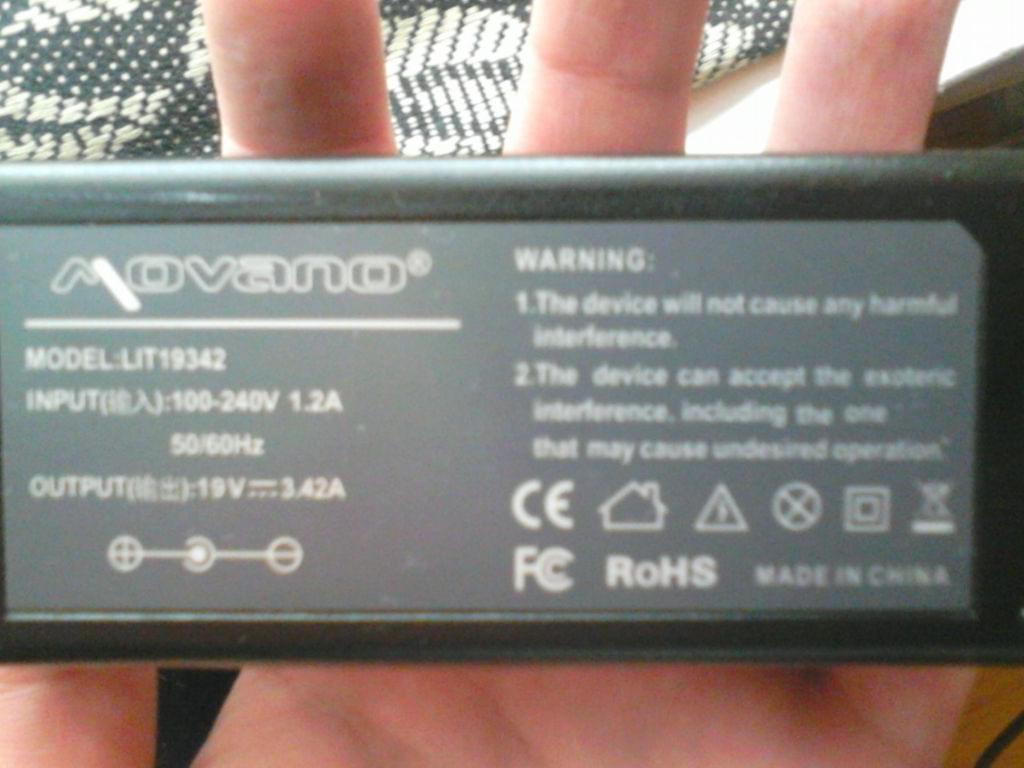 Movano®
MODEL:LIT19342
INPUT(输入):100-240V 1.2A
50/60Hz
OUTPUT(输出):19V⎓3.42A
WARNING:
1.The device will not cause any harmful
interference.
2.The device can accept the exoteric
interference, including the one
that may cause undesired operation."
CE
FC RoHS MADE IN CHINA